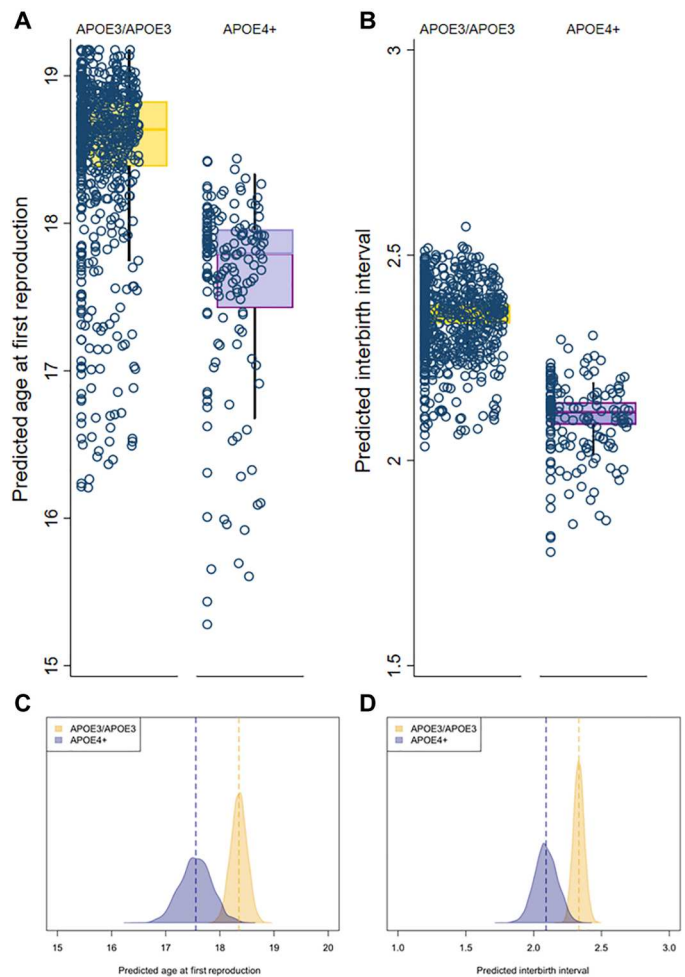 A
APOE3/APOE3
APOE4+
Predicted age at first reproduction
19
18
17
16
15
B
APOE3/APOE3
APOE4+
Predicted interbirth interval
3
2.5
2
1.5
C
APOE3/APOE3
APOE4+
15 16 17 18 19 20
Predicted age at first reproduction
D
APOE3/APOE3
APOE4+
1.0 1.5 2.0 2.5 3.0
Predicted interbirth interval